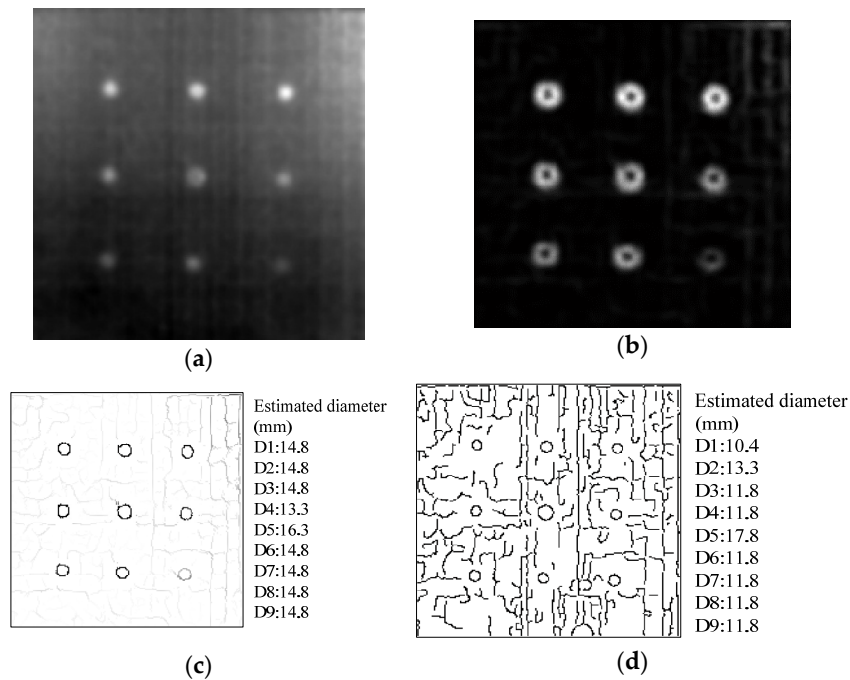 (a)
(b)
Estimated diameter
(mm)
D1:14.8
D2:14.8
D3:14.8
D4:13.3
D5:16.3
D6:14.8
D7:14.8
D8:14.8
D9:14.8
(c)
Estimated diameter
(mm)
D1:10.4
D2:13.3
D3:11.8
D4:11.8
D5:17.8
D6:11.8
D7:11.8
D8:11.8
D9:11.8
(d)